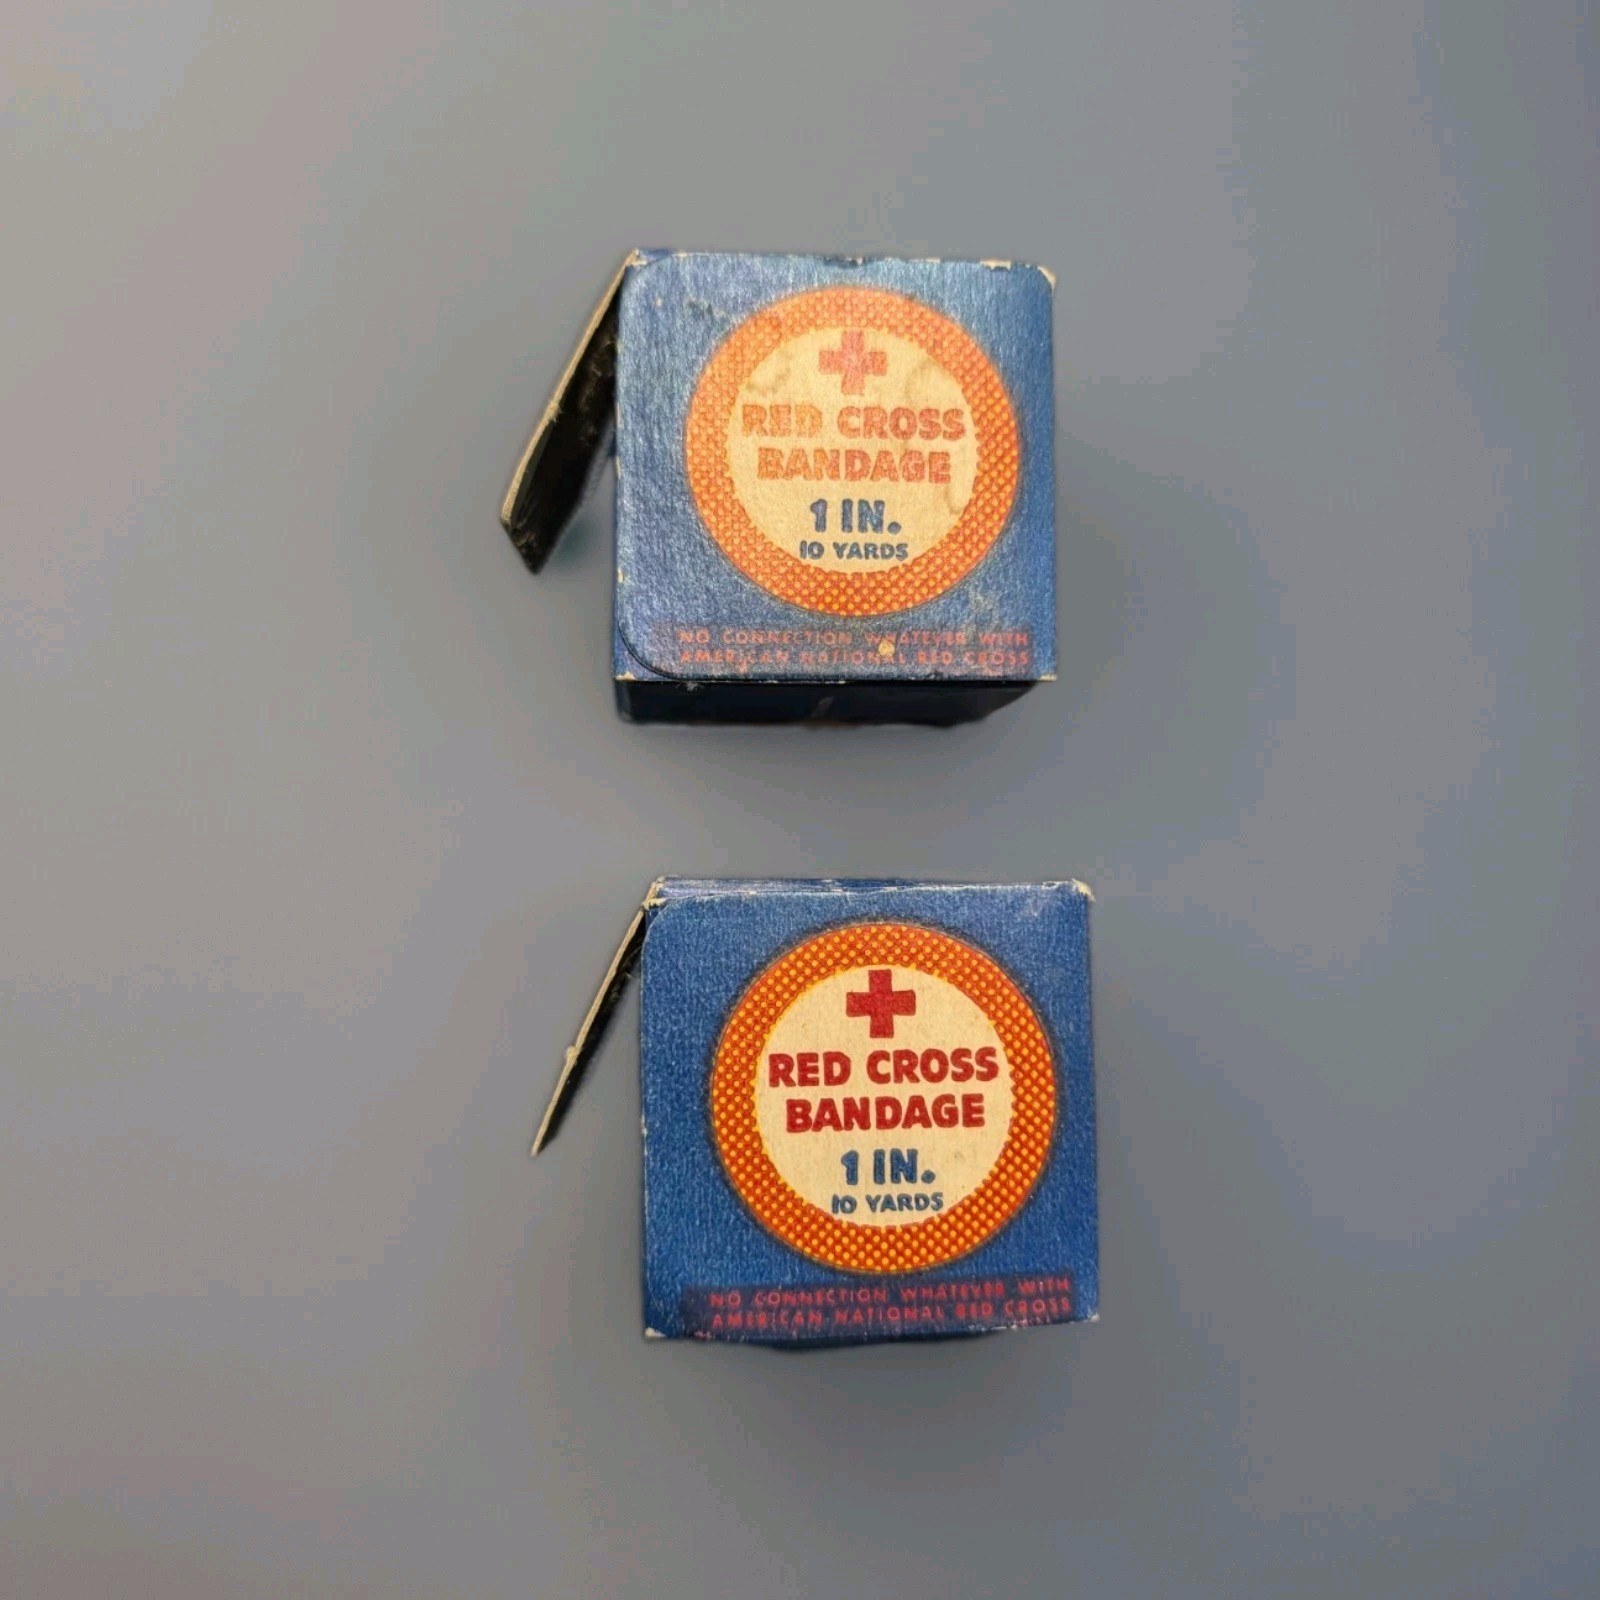 RED CROSS
BANDAGE
1 IN.
10 YARDS
NO CONNECTION WHATEVER WITH
AMERICAN NATIONAL RED CROSS
RED CROSS
BANDAGE
1 IN.
10 YARDS
NO CONNECTION WHATEVER WITH
AMERICAN NATIONAL RED CROSS